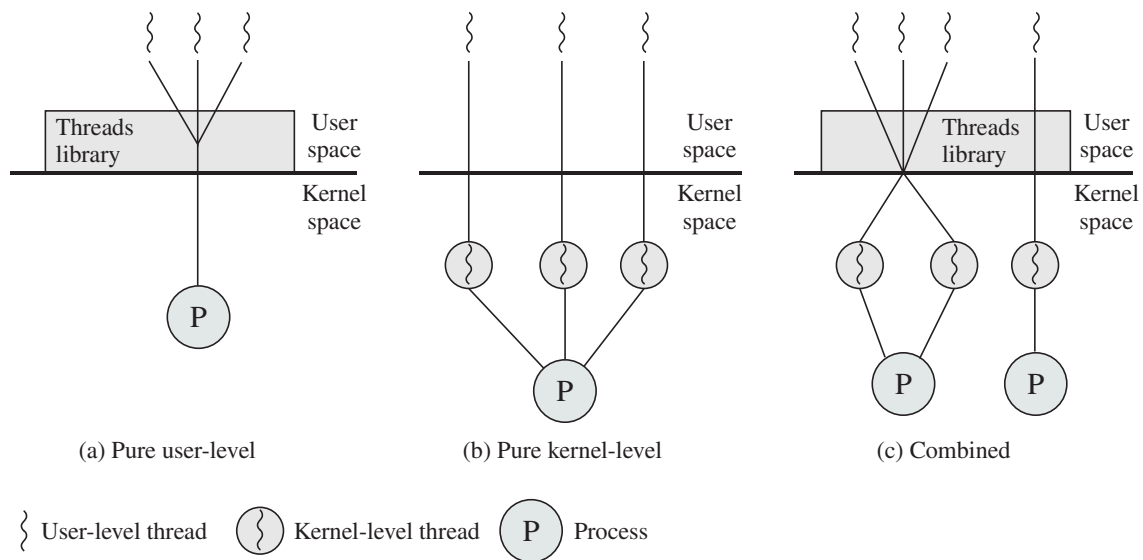 Threads
library
User
space
Kernel
space
P
(a) Pure user-level
User
space
Kernel
space
P
(b) Pure kernel-level
Threads
library
User
space
Kernel
space
P P
(c) Combined
User-level thread Kernel-level thread P Process